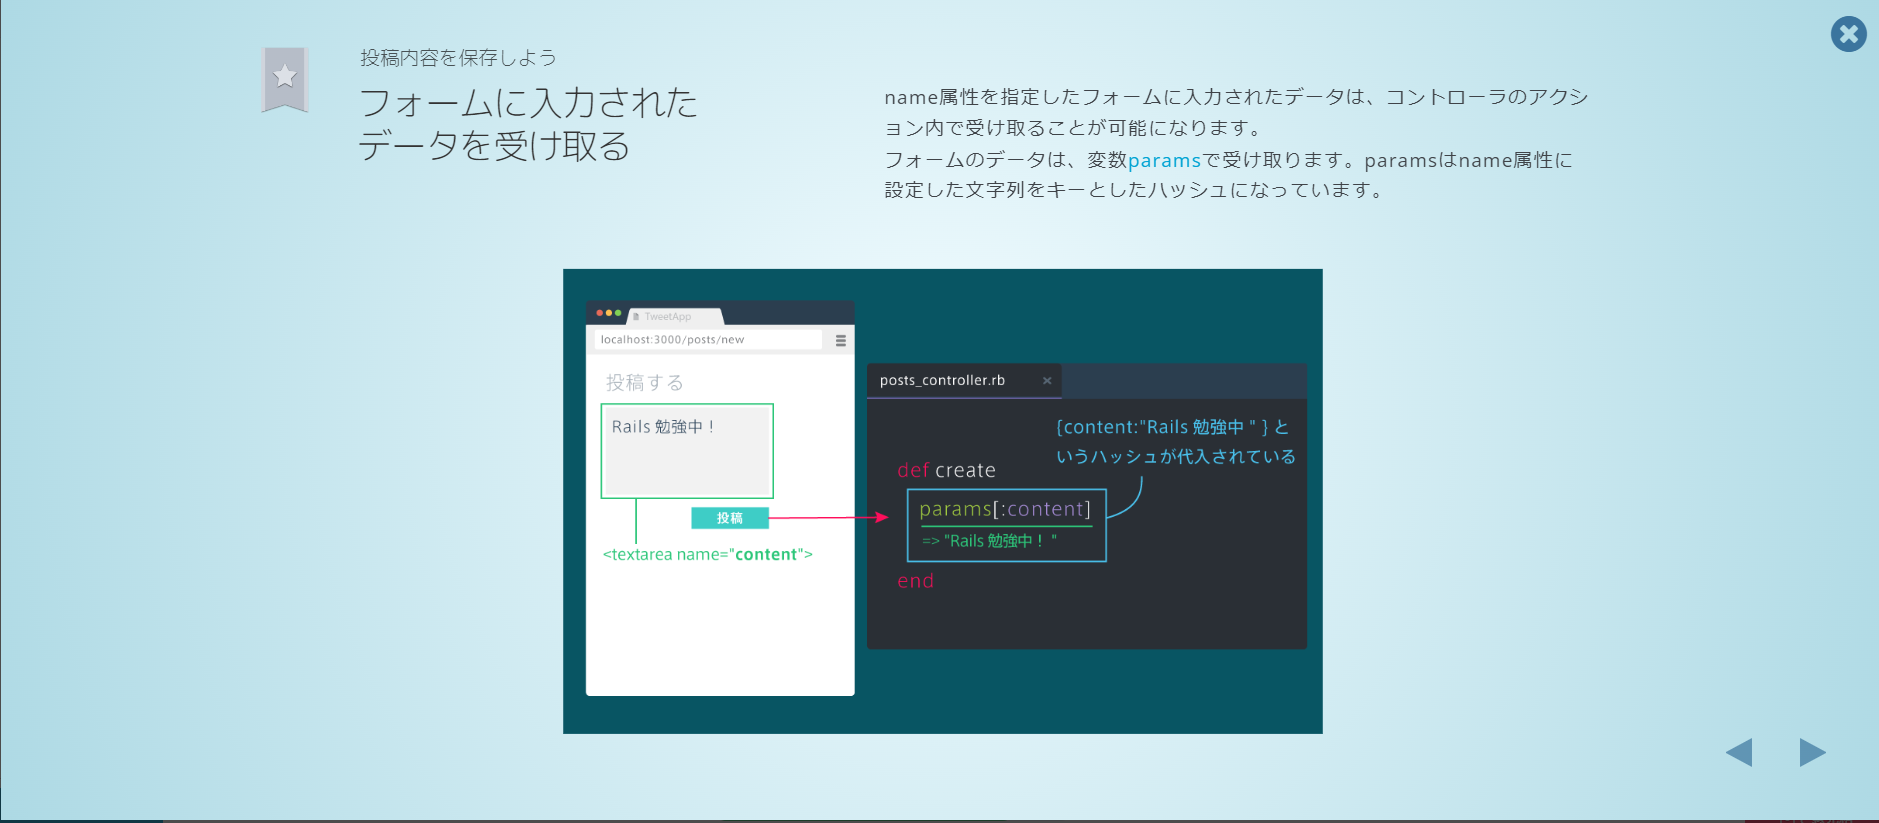 投稿内容を保存しよう
フォームに入力された
データを受け取る
name属性を指定したフォームに入力されたデータは、コントローラのアクシ
ョン内で受け取ることが可能になります。
フォームのデータは、変数paramsで受け取ります。paramsはname属性に
設定した文字列をキーとしたハッシュになっています。
TweetApp
localhost:3000/posts/new
投稿する
Rails 勉強中！
投稿
<textarea name="content">
posts_controller.rb
{content:"Rails 勉強中 " } と
いうハッシュが代入されている
def create
params[:content]
=> "Rails 勉強中！ "
end